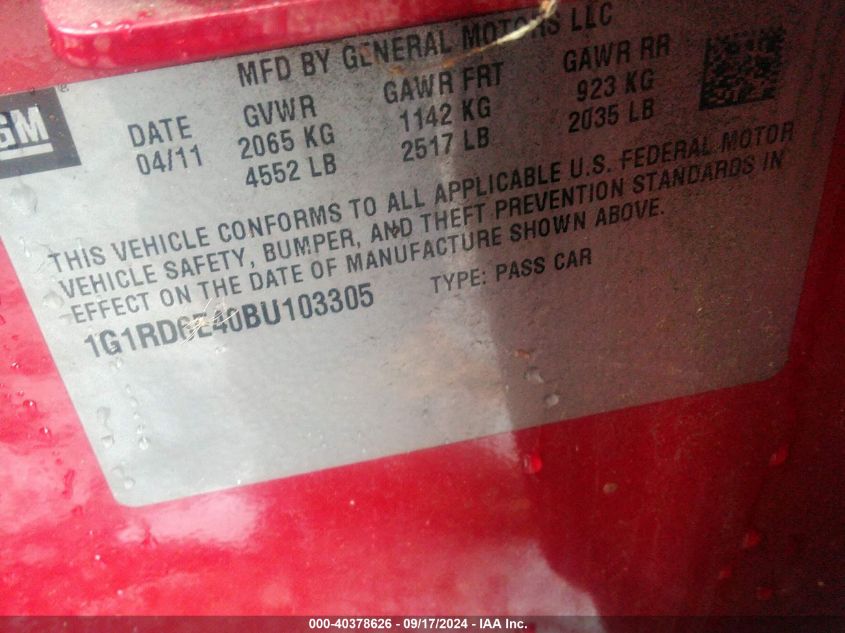 MFD BY GENERAL MOTORS LLC
GM ®
DATE GVWR GAWR FRT GAWR RR
04/11 2065 KG 1142 KG 923 KG
4552 LB 2517 LB 2035 LB
THIS VEHICLE CONFORMS TO ALL APPLICABLE U.S. FEDERAL MOTOR
VEHICLE SAFETY, BUMPER, AND THEFT PREVENTION STANDARDS IN
EFFECT ON THE DATE OF MANUFACTURE SHOWN ABOVE.
1G1RD6E40BU103305 TYPE: PASS CAR
000-40378626 - 09/17/2024 - IAA Inc.